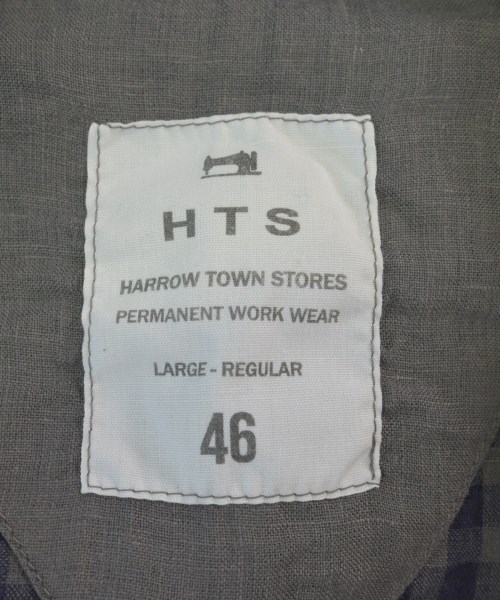 HTS
HARROW TOWN STORES
PERMANENT WORK WEAR
LARGE - REGULAR
46